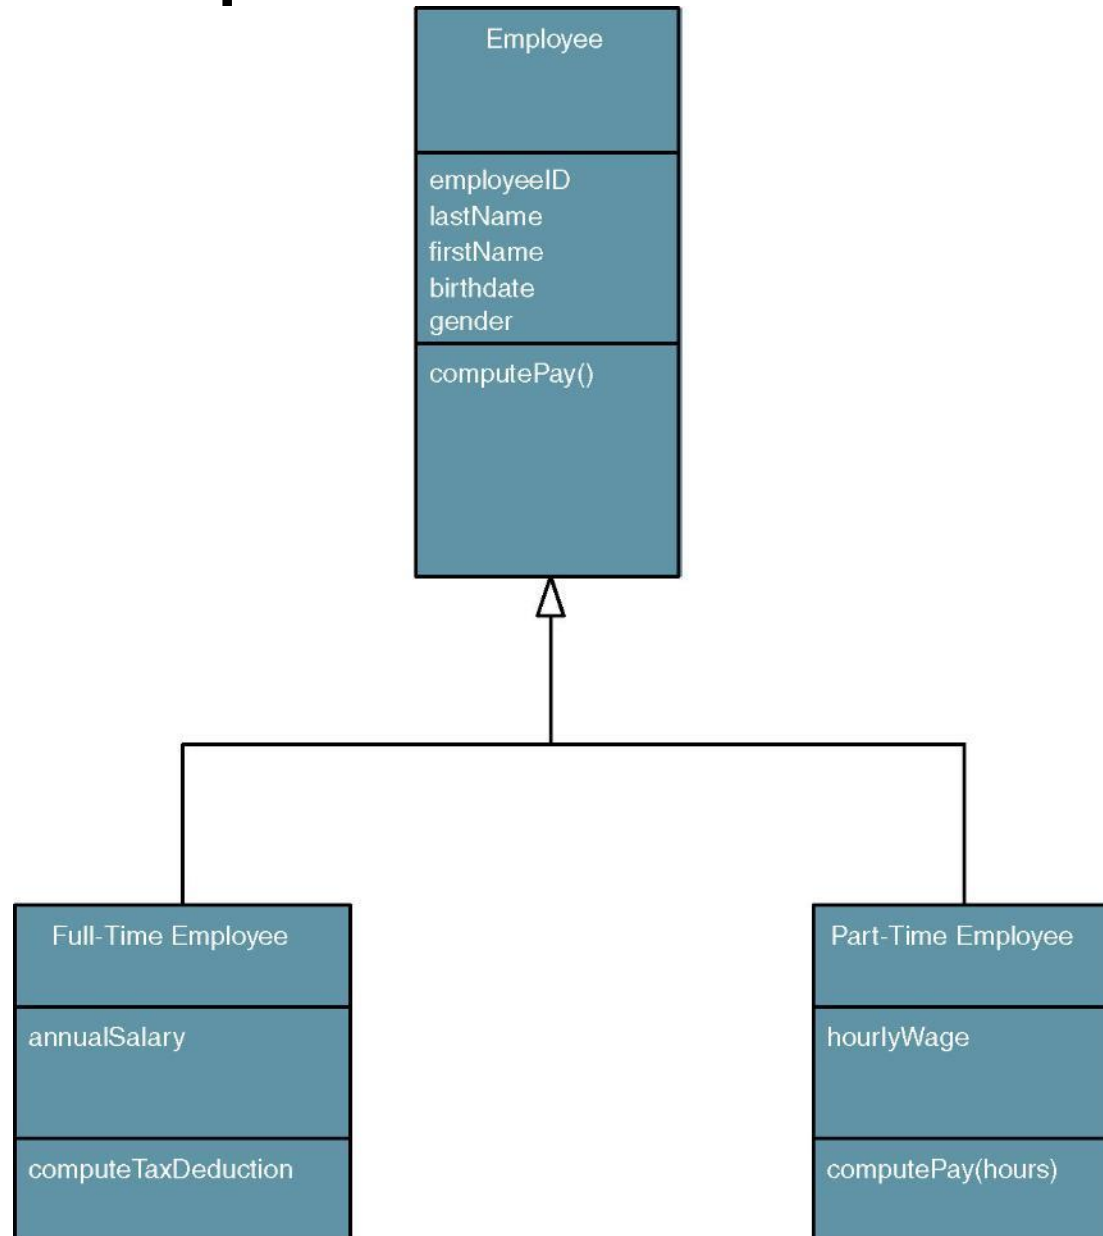 Employee
employeeID
lastName
firstName
birthdate
gender
computePay()
Full-Time Employee
annualSalary
computeTaxDeduction
Part-Time Employee
hourlyWage
computePay(hours)